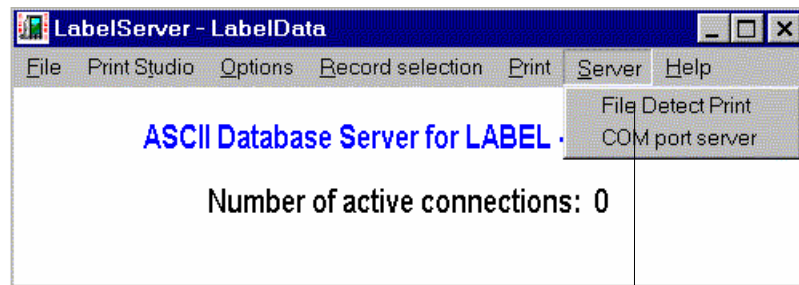 LabelServer - LabelData
File Print Studio Options Record selection Print Server Help
File Detect Print
ASCII Database Server for LABEL -
COM port server
Number of active connections: 0